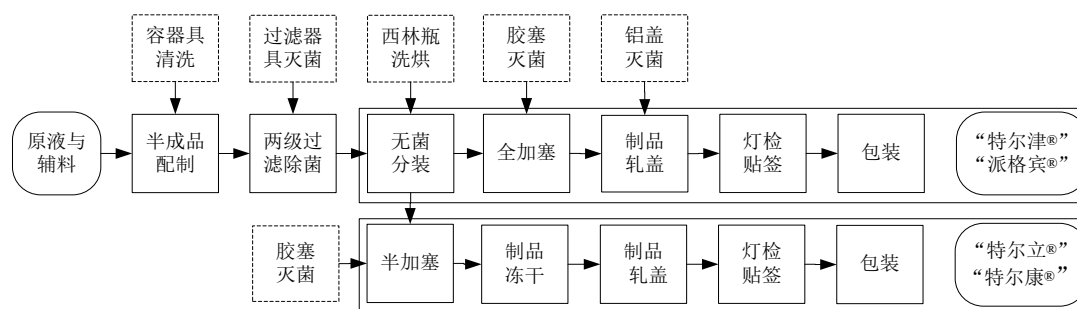 容器具
清洗
过滤器
具灭菌
西林瓶
洗烘
胶塞
灭菌
铝盖
灭菌
原液与
辅料
半成品
配制
两级过
滤除菌
无菌
分装
全加塞
制品
轧盖
灯检
贴签
包装
“特尔津®”
“派格宾®”
胶塞
灭菌
半加塞
制品
冻干
制品
轧盖
灯检
贴签
包装
“特尔立®”
“特尔康®”